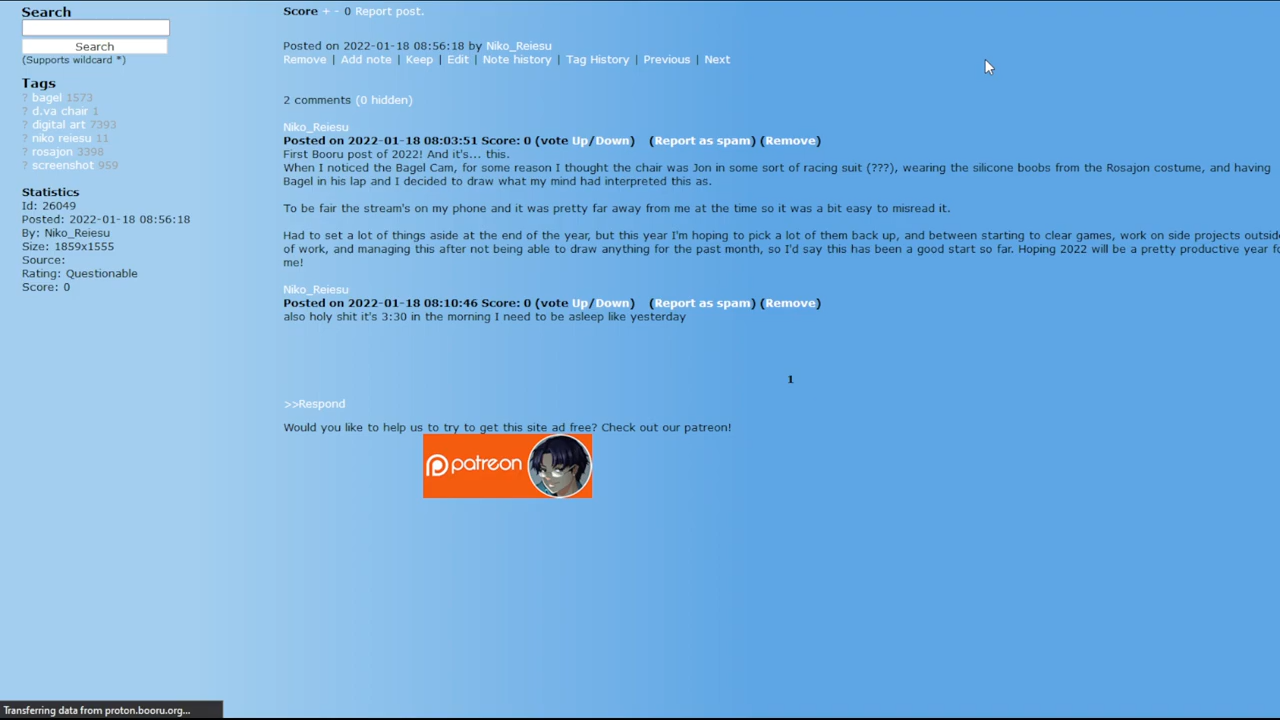 Search
Search
(Supports wildcard *)
Tags
? bagel 1573
? d.va chair 1
? digital art 7393
? niko reiesu 11
? rosajon 3398
? screenshot 959
Statistics
Id: 26049
Posted: 2022-01-18 08:56:18
By: Niko_Reiesu
Size: 1859x1555
Source:
Rating: Questionable
Score: 0
Score + - 0 Report post.
Posted on 2022-01-18 08:56:18 by Niko_Reiesu
Remove | Add note | Keep | Edit | Note history | Tag History | Previous | Next
2 comments (0 hidden)
Niko_Reiesu
Posted on 2022-01-18 08:03:51 Score: 0 (vote Up/Down) (Report as spam) (Remove)
First Booru post of 2022! And it's... this.
When I noticed the Bagel Cam, for some reason I thought the chair was Jon in some sort of racing suit (???), wearing the silicone boobs from the Rosajon costume, and having
Bagel in his lap and I decided to draw what my mind had interpreted this as.
To be fair the stream's on my phone and it was pretty far away from me at the time so it was a bit easy to misread it.
Had to set a lot of things aside at the end of the year, but this year I'm hoping to pick a lot of them back up, and between starting to clear games, work on side projects outside
of work, and managing this after not being able to draw anything for the past month, so I'd say this has been a good start so far. Hoping 2022 will be a pretty productive year fo
me!
Niko_Reiesu
Posted on 2022-01-18 08:10:46 Score: 0 (vote Up/Down) (Report as spam) (Remove)
also holy shit it's 3:30 in the morning I need to be asleep like yesterday
1
>>Respond
Would you like to help us to try to get this site ad free? Check out our patreon!
patreon
Transferring data from proton.booru.org...